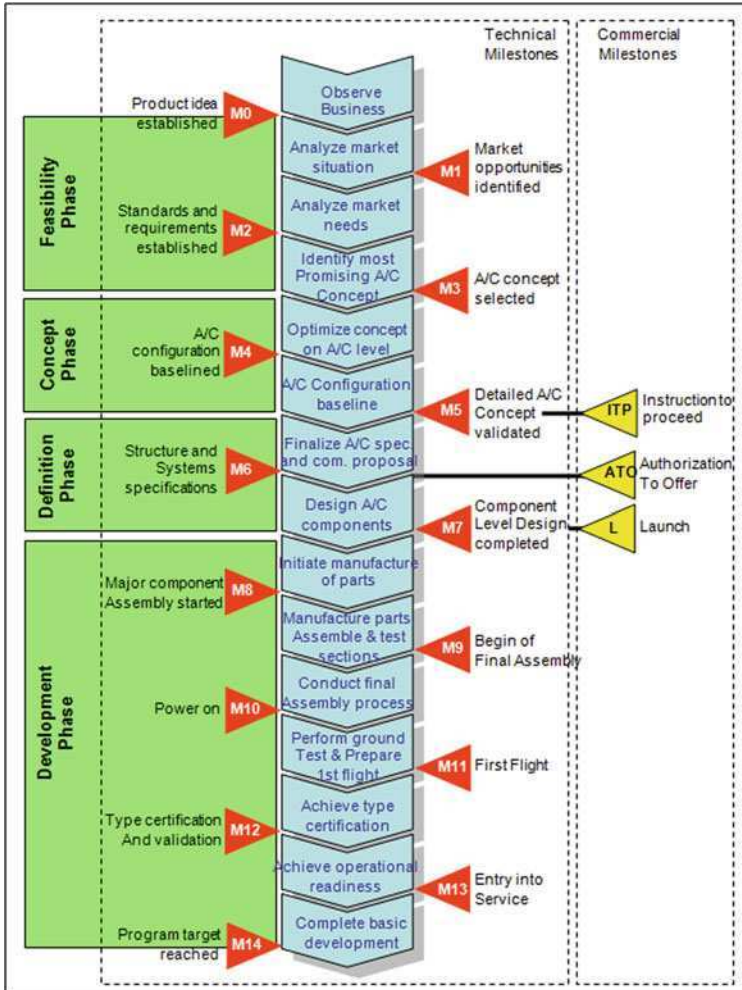 Technical
Milestones
Commercial
Milestones
Observe
Business
Product idea
established
M0
Feasibility
Phase
Analyze market
situation
M1
Market
opportunities
identified
Analyze market
needs
Standards and
requirements
established
M2
Identify most
Promising A/C
Concept
M3
A/C concept
selected
Concept
Phase
Optimize concept
on A/C level
A/C
configuration
baselined
M4
A/C Configuration
baseline
M5
Detailed A/C
Concept
validated
ITP
Instruction to
proceed
Definition
Phase
Finalize A/C spec.
and com. proposal
Structure and
Systems
specifications
M6
ATO
Authorization
To Offer
Design A/C
components
M7
Component
Level Design
completed
L
Launch
Development
Phase
Initiate manufacture
of parts
Major component
Assembly started
M8
Manufacture parts
Assemble & test
sections
M9
Begin of
Final Assembly
Conduct final
Assembly process
Power on
M10
Perform ground
Test & Prepare
1st flight
M11
First Flight
Achieve type
certification
Type certification
And validation
M12
Achieve operational
readiness
M13
Entry into
Service
Complete basic
development
Program target
reached
M14